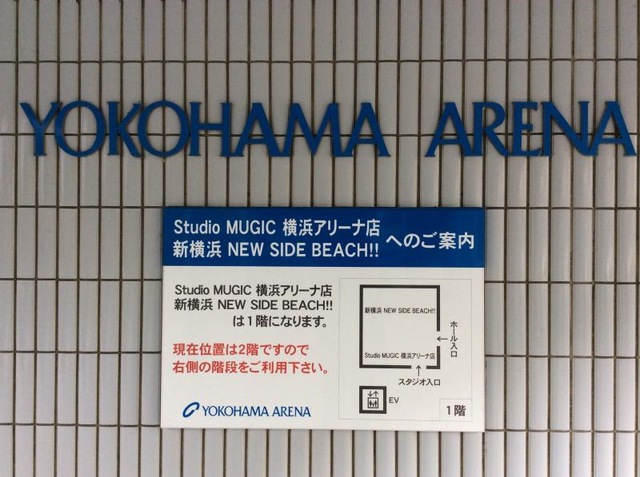 YOKOHAMA ARENA
Studio MUGIC 横浜アリーナ店
新横浜 NEW SIDE BEACH!!
へのご案内
Studio MUGIC 横浜アリーナ店
新横浜 NEW SIDE BEACH!!
は1階になります。
現在位置は2階ですので
右側の階段をご利用下さい。
YOKOHAMA ARENA
新横浜 NEW SIDE BEACH!!
ホール入口
Studio MUGIC 横浜アリーナ店
スタジオ入口
EV
1階